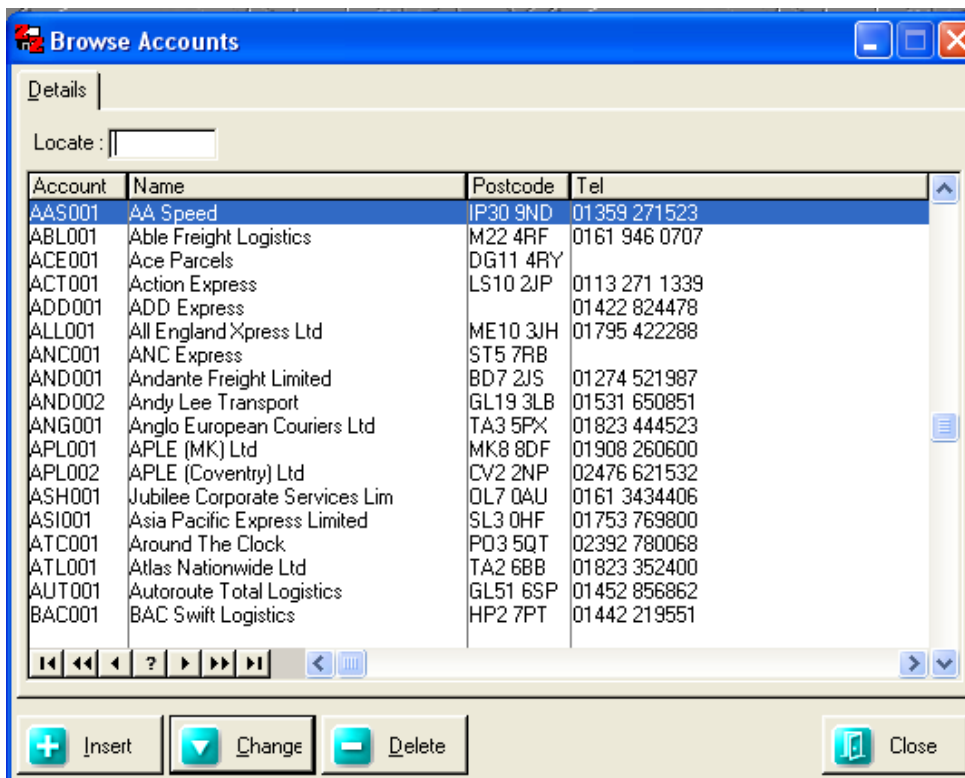 Browse Accounts
Details
Locate :
Account Name Postcode Tel
AAS001 AA Speed IP30 9ND 01359 271523
ABL001 Able Freight Logistics M22 4RF 0161 946 0707
ACE001 Ace Parcels DG11 4RY
ACT001 Action Express LS10 2JP 0113 271 1339
ADD001 ADD Express 01422 824478
ALL001 All England Xpress Ltd ME10 3JH 01795 422288
ANC001 ANC Express ST5 7RB
AND001 Andante Freight Limited BD7 2JS 01274 521987
AND002 Andy Lee Transport GL19 3LB 01531 650851
ANG001 Anglo European Couriers Ltd TA3 5PX 01823 444523
APL001 APLE (MK) Ltd MK8 8DF 01908 260600
APL002 APLE (Coventry) Ltd CV2 2NP 02476 621532
ASH001 Jubilee Corporate Services Lim OL7 0AU 0161 3434406
ASI001 Asia Pacific Express Limited SL3 0HF 01753 769800
ATC001 Around The Clock PO3 5QT 02392 780068
ATL001 Atlas Nationwide Ltd TA2 6BB 01823 352400
AUT001 Autoroute Total Logistics GL51 6SP 01452 856862
BAC001 BAC Swift Logistics HP2 7PT 01442 219551
?
Insert Change Delete Close